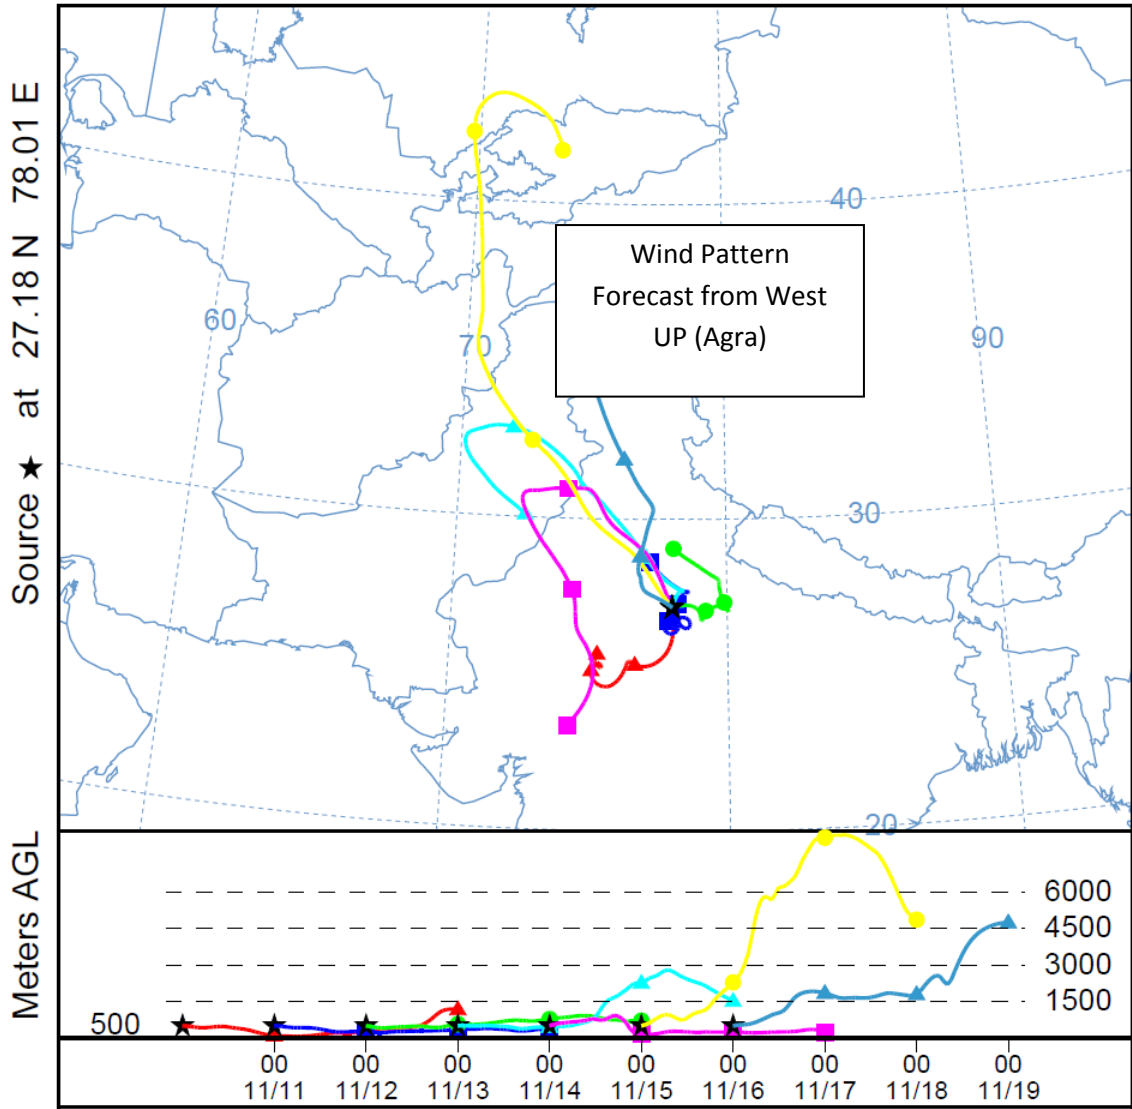 Source ★ at 27.18 N 78.01 E
40
Wind Pattern
Forecast from West
UP (Agra)
60
70
90
30
20
Meters AGL
6000
4500
3000
1500
500
00 00 00 00 00 00 00 00 00
11/11 11/12 11/13 11/14 11/15 11/16 11/17 11/18 11/19